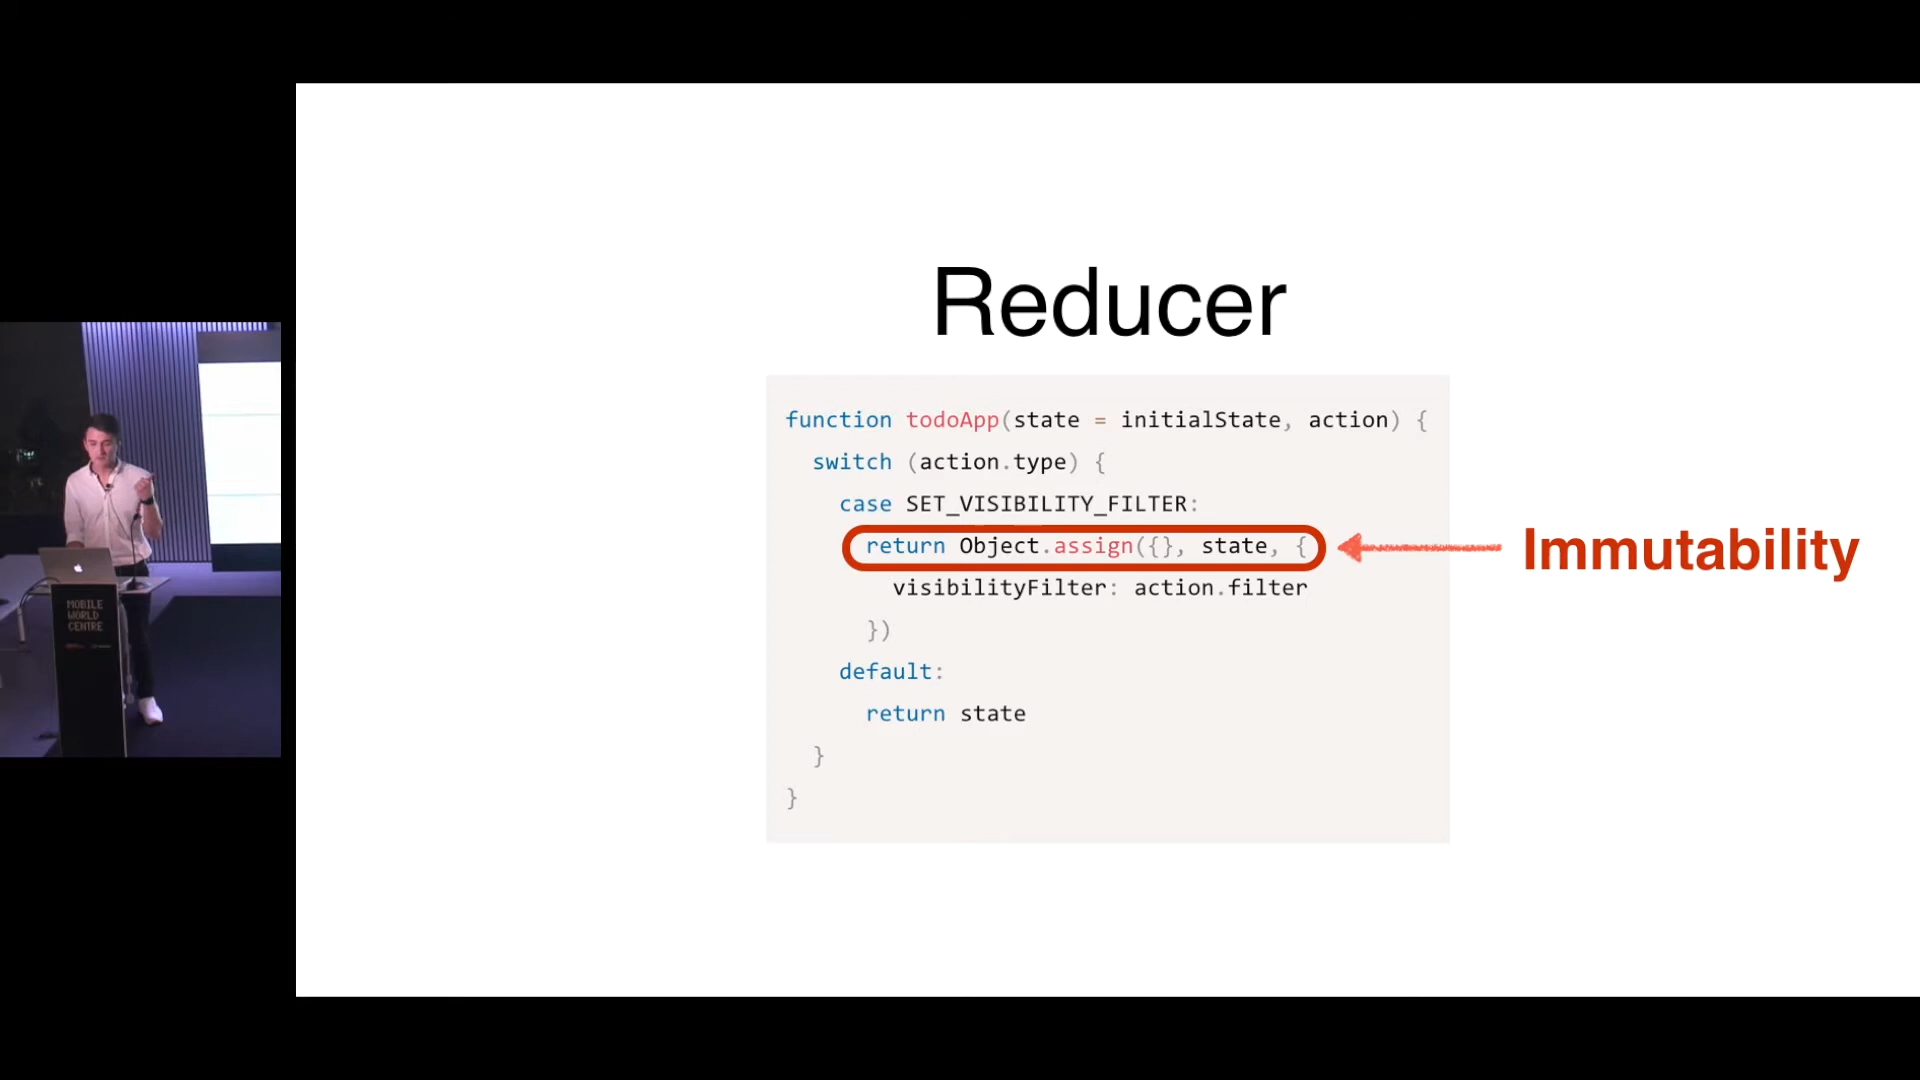 Reducer
function todoApp(state = initialState, action) {
switch (action.type) {
case SET_VISIBILITY_FILTER:
return Object.assign({}, state, {
visibilityFilter: action.filter
})
default:
return state
}
}
Immutability
MOBILE
WORLD
CENTRE